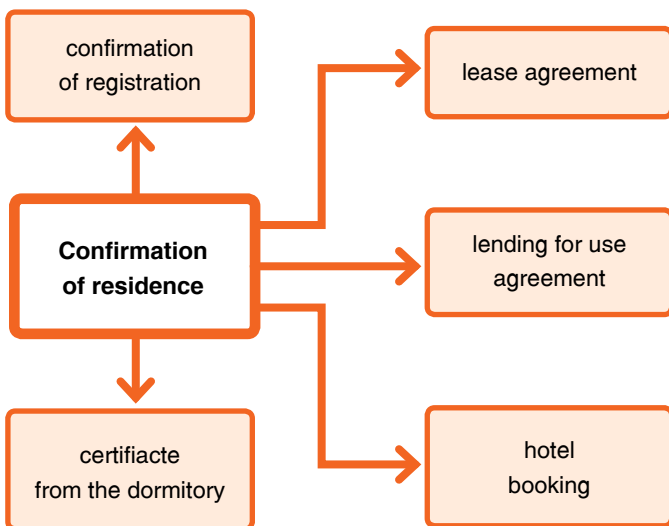 confirmation
of registration
lease agreement
Confirmation
of residence
lending for use
agreement
certifiacte
from the dormitory
hotel
booking